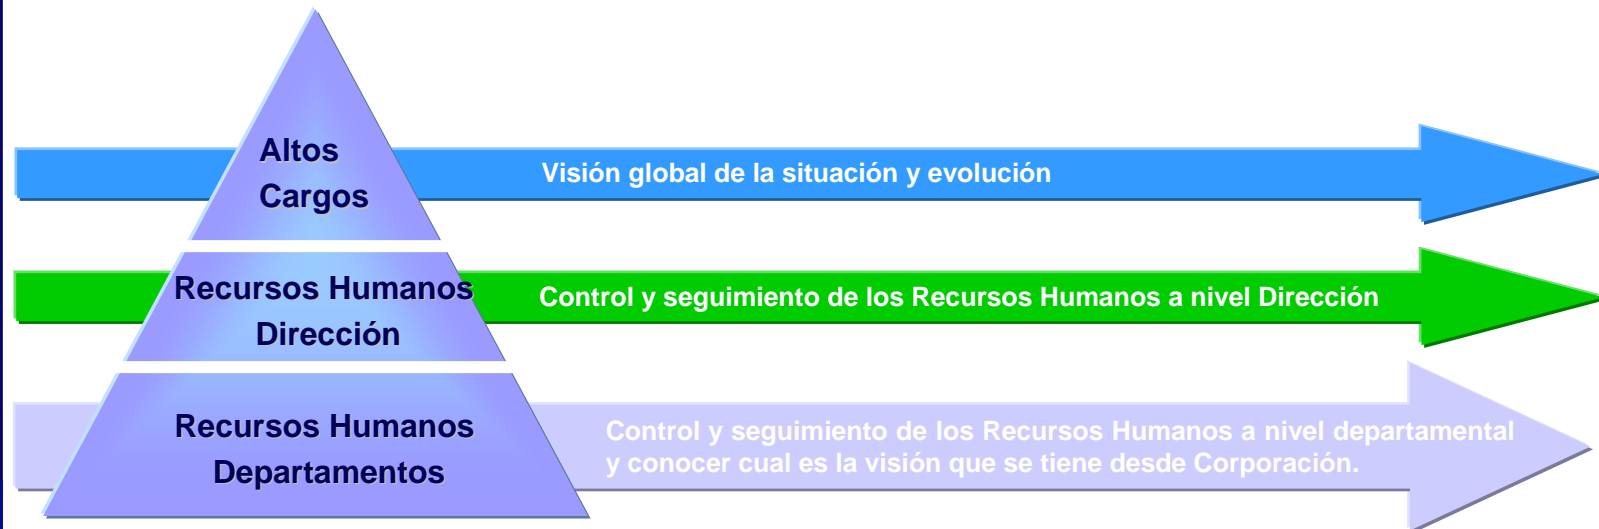 Altos
Cargos
Visión global de la situación y evolución
Recursos Humanos
Dirección
Control y seguimiento de los Recursos Humanos a nivel Dirección
Recursos Humanos
Departamentos
Control y seguimiento de los Recursos Humanos a nivel departamental
y conocer cual es la visión que se tiene desde Corporación.